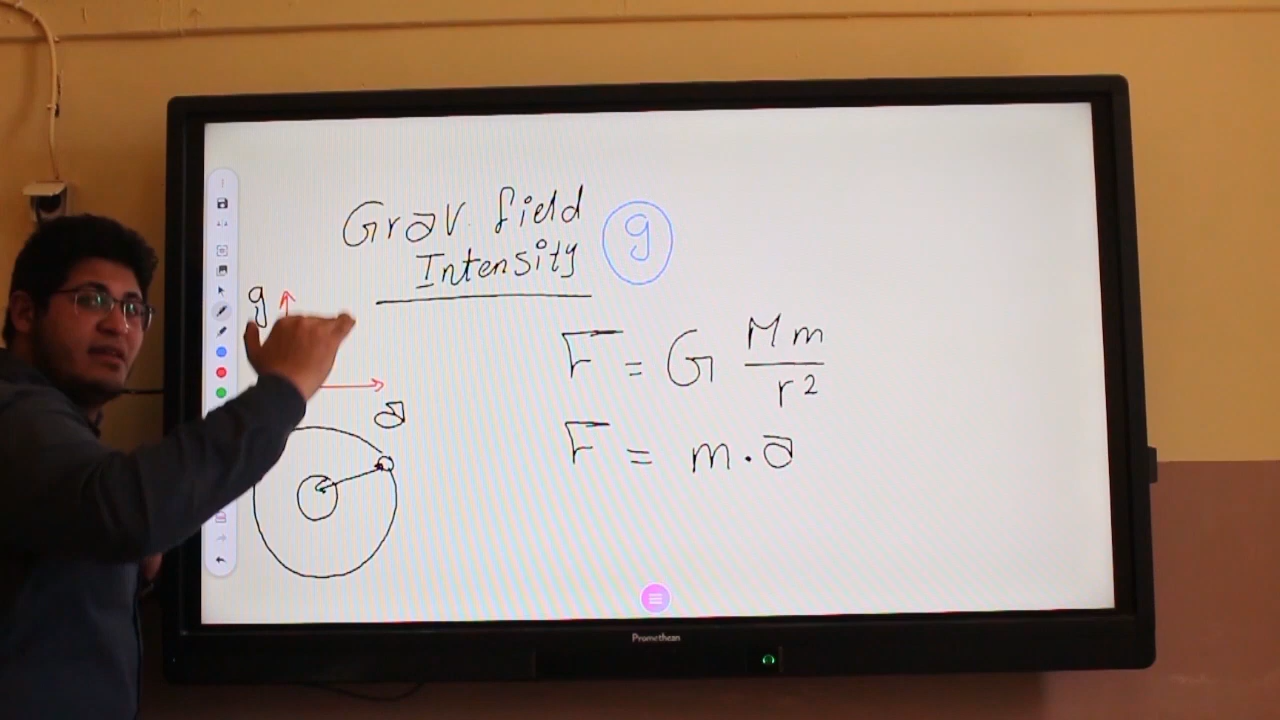 Grav. field
Intensity
g
g
a
F = G Mm / r²
F = m . a
Promethean